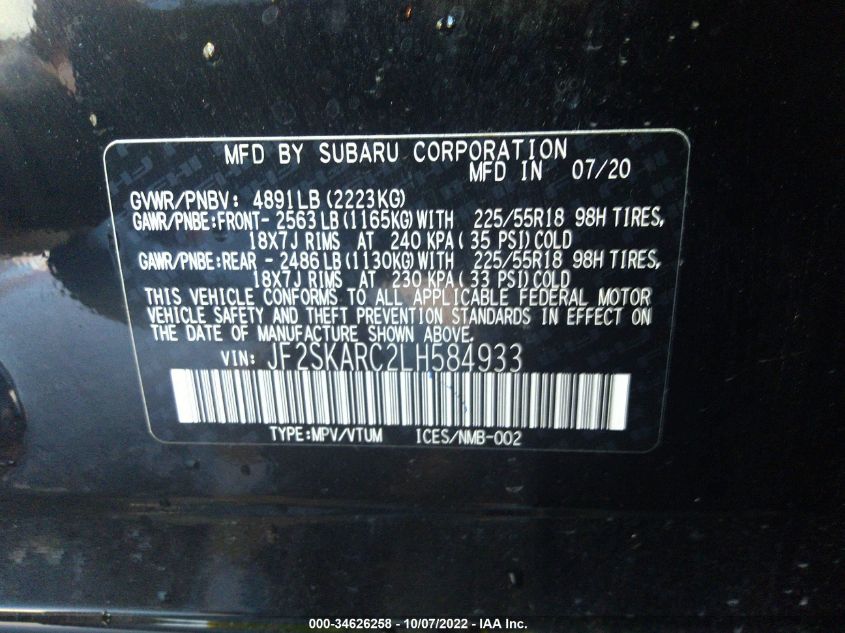 MFD BY SUBARU CORPORATION
MFD IN 07/20
GVWR/PNBV: 4891LB (2223KG)
GAWR/PNBE:FRONT- 2563LB (1165KG) WITH 225/55R18 98H TIRES,
18X7J RIMS AT 240 KPA ( 35 PSI) COLD
GAWR/PNBE:REAR - 2486LB (1130KG) WITH 225/55R18 98H TIRES,
18X7J RIMS AT 230 KPA ( 33 PSI) COLD
THIS VEHICLE CONFORMS TO ALL APPLICABLE FEDERAL MOTOR
VEHICLE SAFETY AND THEFT PREVENTION STANDARDS IN EFFECT ON
THE DATE OF MANUFACTURE SHOWN ABOVE.
VIN: JF2SKARC2LH584933
TYPE:MPV/VTUM ICES/NMB-002
000-34626258 - 10/07/2022 - IAA Inc.